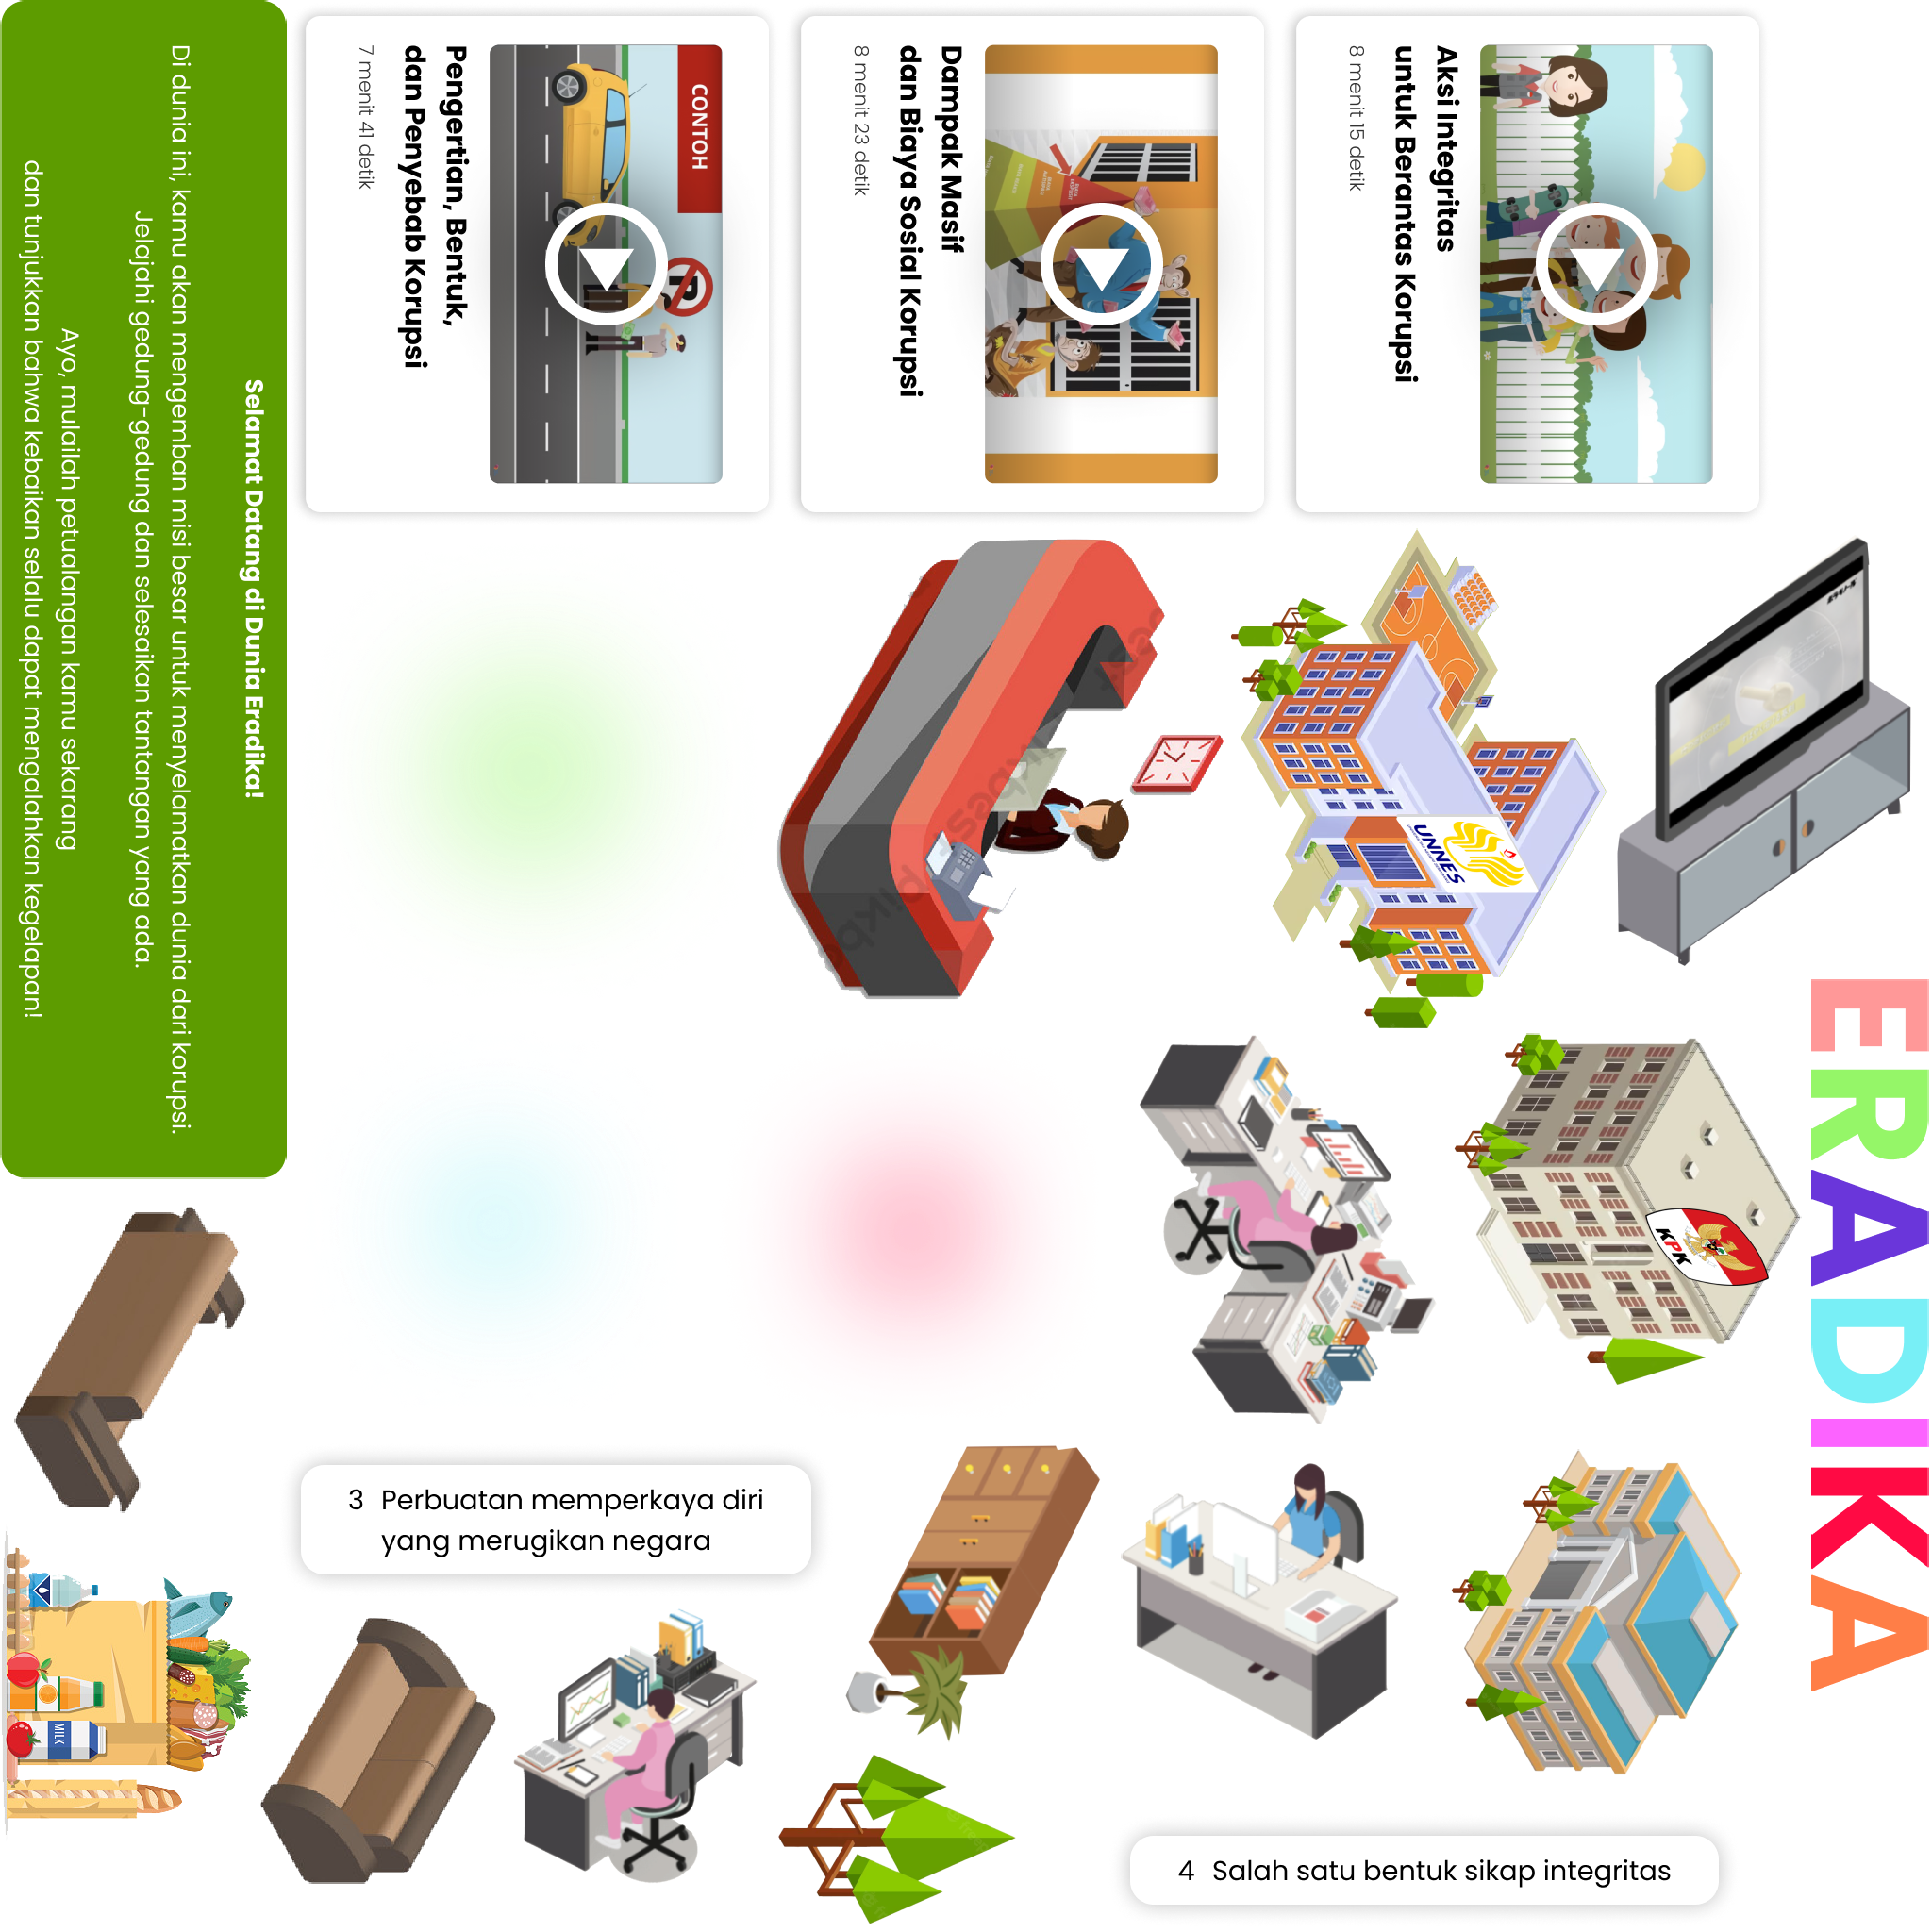 Selamat Datang di Dunia Eradika!
Di dunia ini, kamu akan mengemban misi besar untuk menyelamatkan dunia dari korupsi.
Jelajahi gedung-gedung dan selesaikan tantangan yang ada.
Ayo, mulailah petualangan kamu sekarang
dan tunjukkan bahwa kebaikan selalu dapat mengalahkan kegelapan!
CONTOH
P
Pengertian, Bentuk,
dan Penyebab Korupsi
7 menit 41 detik
Dampak Masif
dan Biaya Sosial Korupsi
8 menit 23 detik
Aksi Integritas
untuk Berantas Korupsi
8 menit 15 detik
UNNES
KPK
ERADIKA
MILK
3 Perbuatan memperkaya diri
yang merugikan negara
4 Salah satu bentuk sikap integritas